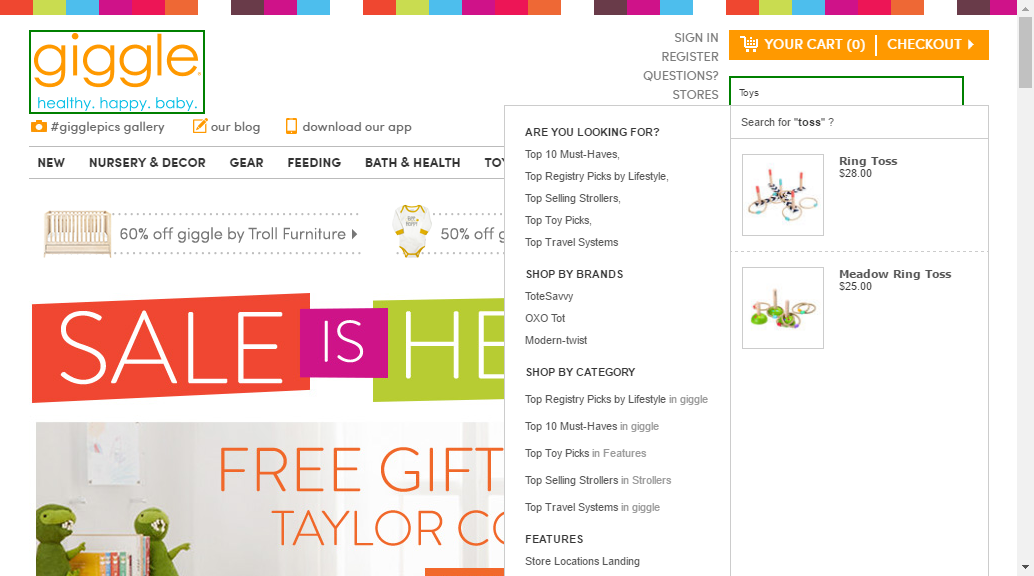 giggle.
healthy. happy. baby.
SIGN IN
REGISTER
QUESTIONS?
STORES
YOUR CART (0)
CHECKOUT
Toys
#gigglepics gallery
our blog
download our app
NEW
NURSERY & DECOR
GEAR
FEEDING
BATH & HEALTH
TO
60% off giggle by Troll Furniture
50% off g
SALE IS HE
FREE GIFT
TAYLOR CO
ARE YOU LOOKING FOR?
Top 10 Must-Haves,
Top Registry Picks by Lifestyle,
Top Selling Strollers,
Top Toy Picks,
Top Travel Systems
SHOP BY BRANDS
ToteSavvy
OXO Tot
Modern-twist
SHOP BY CATEGORY
Top Registry Picks by Lifestyle in giggle
Top 10 Must-Haves in giggle
Top Toy Picks in Features
Top Selling Strollers in Strollers
Top Travel Systems in giggle
FEATURES
Store Locations Landing
Search for "toss" ?
Ring Toss
$28.00
Meadow Ring Toss
$25.00